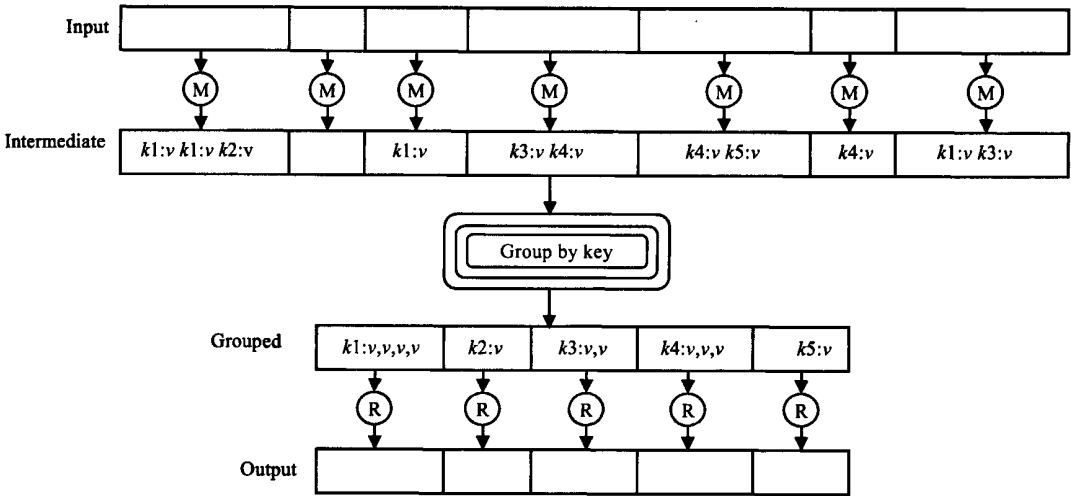 Input
M M M M M M M
Intermediate
k1:v k1:v k2:v k1:v k3:v k4:v k4:v k5:v k4:v k1:v k3:v
Group by key
Grouped
k1:v,v,v,v k2:v k3:v,v k4:v,v,v k5:v
R R R R R
Output